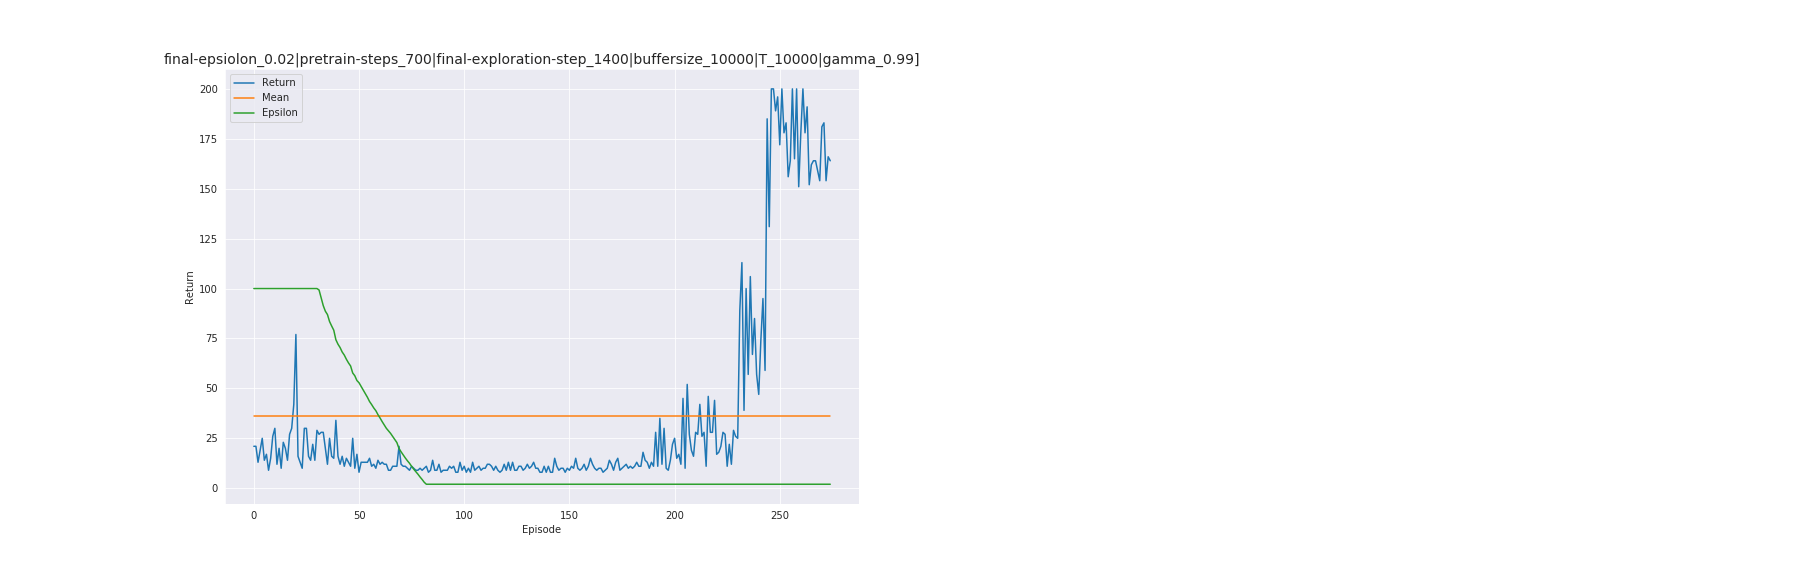 final-epsiolon_0.02|pretrain-steps_700|final-exploration-step_1400|buffersize_10000|T_10000|gamma_0.99]
Return
Mean
Epsilon
200
175
150
125
100
75
50
25
0
Return
0 50 100 150 200 250
Episode